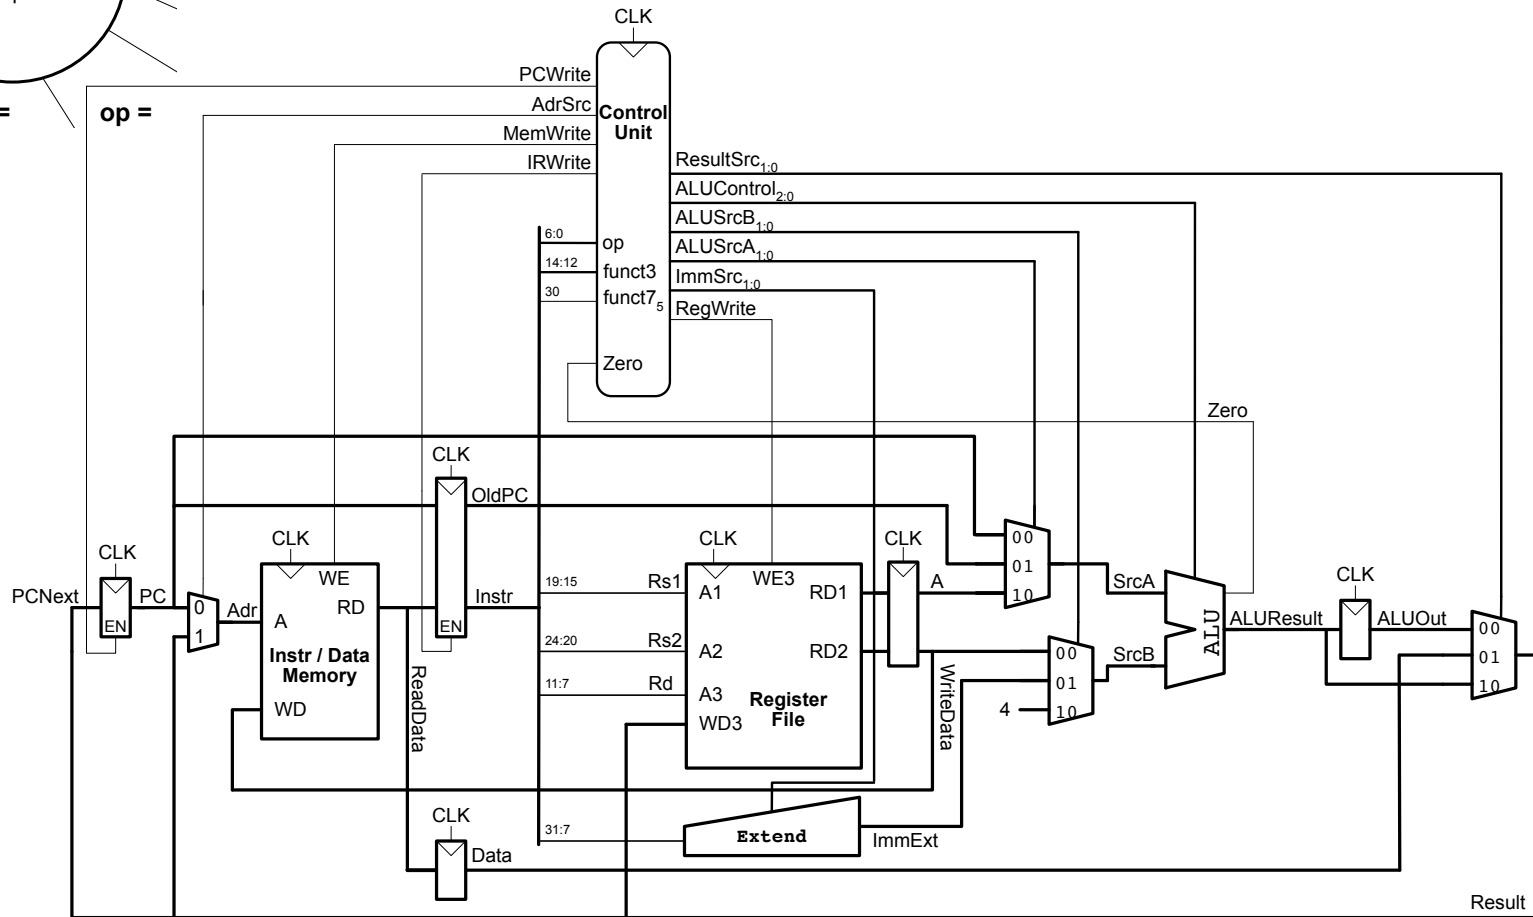 CLK
PCWrite
AdrSrc
MemWrite
IRWrite
= op =
Control
Unit
ResultSrc1:0
ALUControl2:0
ALUSrcB1:0
ALUSrcA1:0
ImmSrc1:0
RegWrite
6:0 op
14:12 funct3
30 funct75
Zero
Zero
CLK
OldPC
CLK
PCNext
PC
EN
0
1
Adr
CLK
WE
A
RD
Instr / Data
Memory
WD
ReadData
EN
Instr
CLK
Data
19:15 Rs1
24:20 Rs2
11:7 Rd
31:7
CLK
WE3
A1
RD1
A2
RD2
A3
WD3
Register
File
CLK
A
WriteData
Extend
ImmExt
00
01
10
SrcA
00
01
4 10
SrcB
ALU
ALUResult
CLK
ALUOut
00
01
10
Result